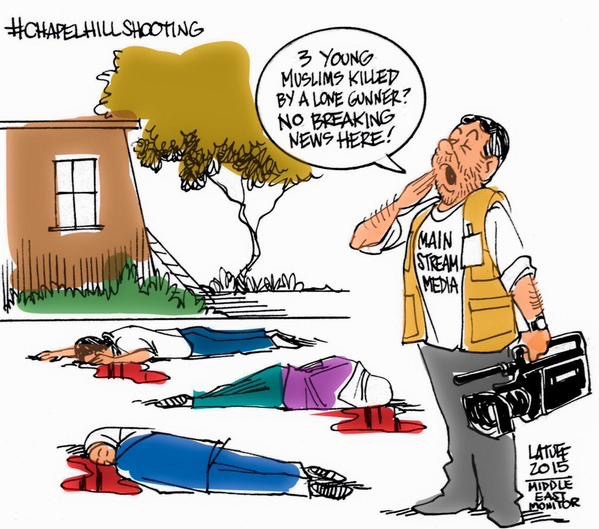 #CHAPELHILLSHOOTING
3 YOUNG
MUSLIMS KILLED
BY A LONE GUNNER?
NO BREAKING
NEWS HERE!
MAIN
STREAM
MEDIA
LATUFF
2015
MIDDLE
EAST
MONITOR